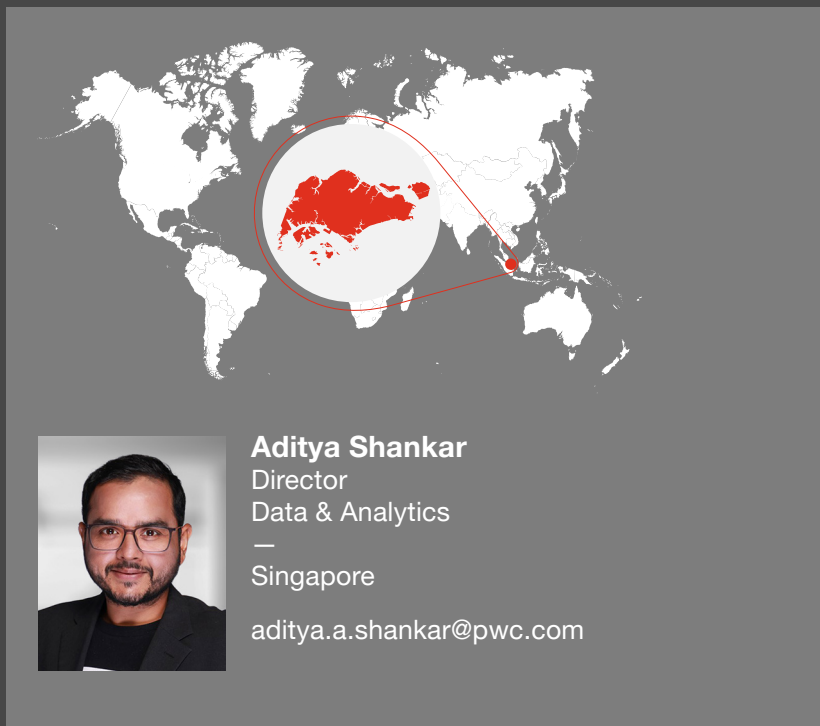 Aditya Shankar
Director
Data & Analytics
—
Singapore
aditya.a.shankar@pwc.com